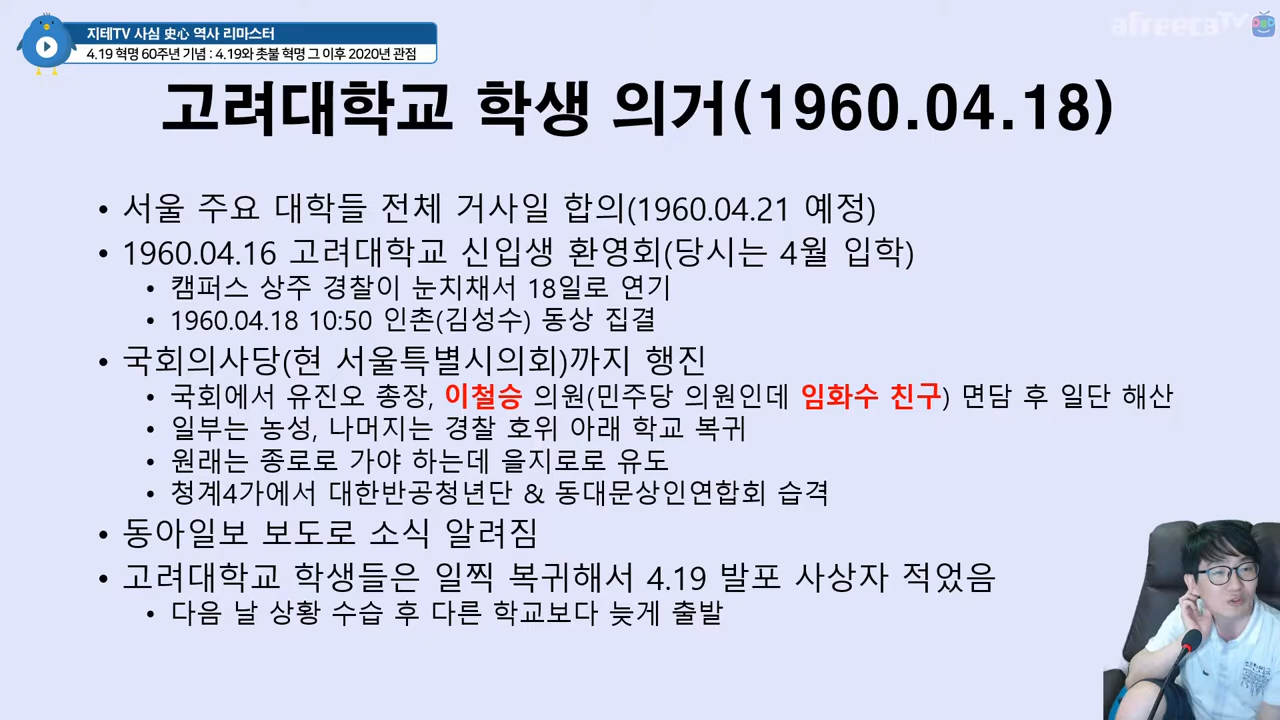 지테TV 사심 史心 역사 리마스터
4.19 혁명 60주년 기념 : 4.19와 촛불 혁명 그 이후 2020년 관점
afreecaTV
고려대학교 학생 의거(1960.04.18)
• 서울 주요 대학들 전체 거사일 합의(1960.04.21 예정)
• 1960.04.16 고려대학교 신입생 환영회(당시는 4월 입학)
• 캠퍼스 상주 경찰이 눈치채서 18일로 연기
• 1960.04.18 10:50 인촌(김성수) 동상 집결
• 국회의사당(현 서울특별시의회)까지 행진
• 국회에서 유진오 총장, 이철승 의원(민주당 의원인데 임화수 친구) 면담 후 일단 해산
• 일부는 농성, 나머지는 경찰 호위 아래 학교 복귀
• 원래는 종로로 가야 하는데 을지로로 유도
• 청계4가에서 대한반공청년단 & 동대문상인연합회 습격
• 동아일보 보도로 소식 알려짐
• 고려대학교 학생들은 일찍 복귀해서 4.19 발포 사상자 적었음
• 다음 날 상황 수습 후 다른 학교보다 늦게 출발